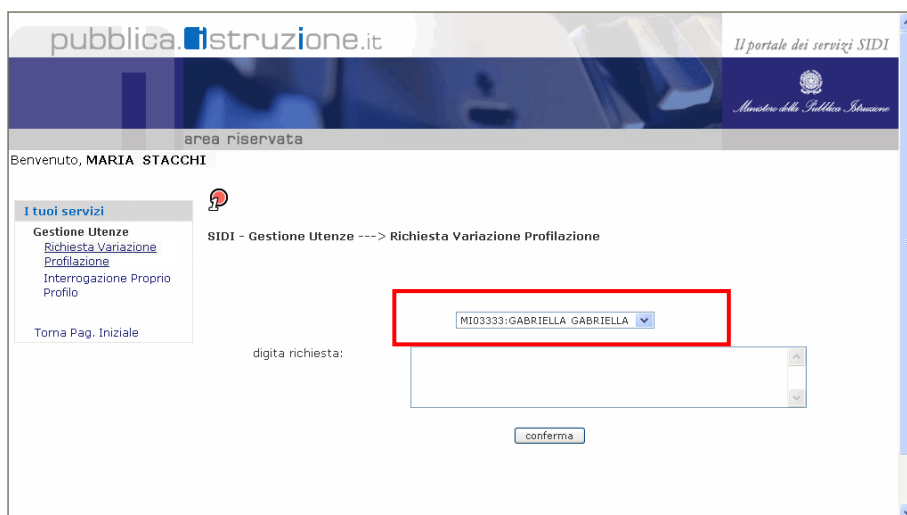 pubblica.istruzione.it
Il portale dei servizi SIDI
Ministero della Pubblica Istruzione
area riservata
Benvenuto, MARIA STACCHI
I tuoi servizi
Gestione Utenze
Richiesta Variazione
Profilazione
Interrogazione Proprio
Profilo
Torna Pag. Iniziale
SIDI - Gestione Utenze ---> Richiesta Variazione Profilazione
MI03333:GABRIELLA GABRIELLA
digita richiesta:
conferma